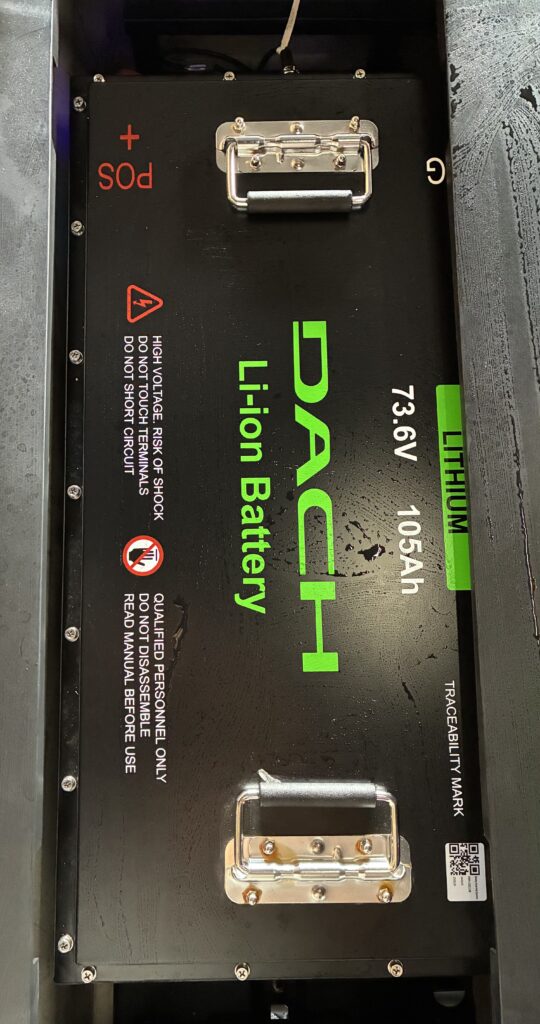 LITHIUM
73.6V 105Ah
TRACEABILITY MARK
DACH
Li-ion Battery
HIGH VOLTAGE RISK OF SHOCK
DO NOT TOUCH TERMINALS
DO NOT SHORT CIRCUIT
QUALIFIED PERSONNEL ONLY
DO NOT DISASSEMBLE
READ MANUAL BEFORE USE
+
POS
G